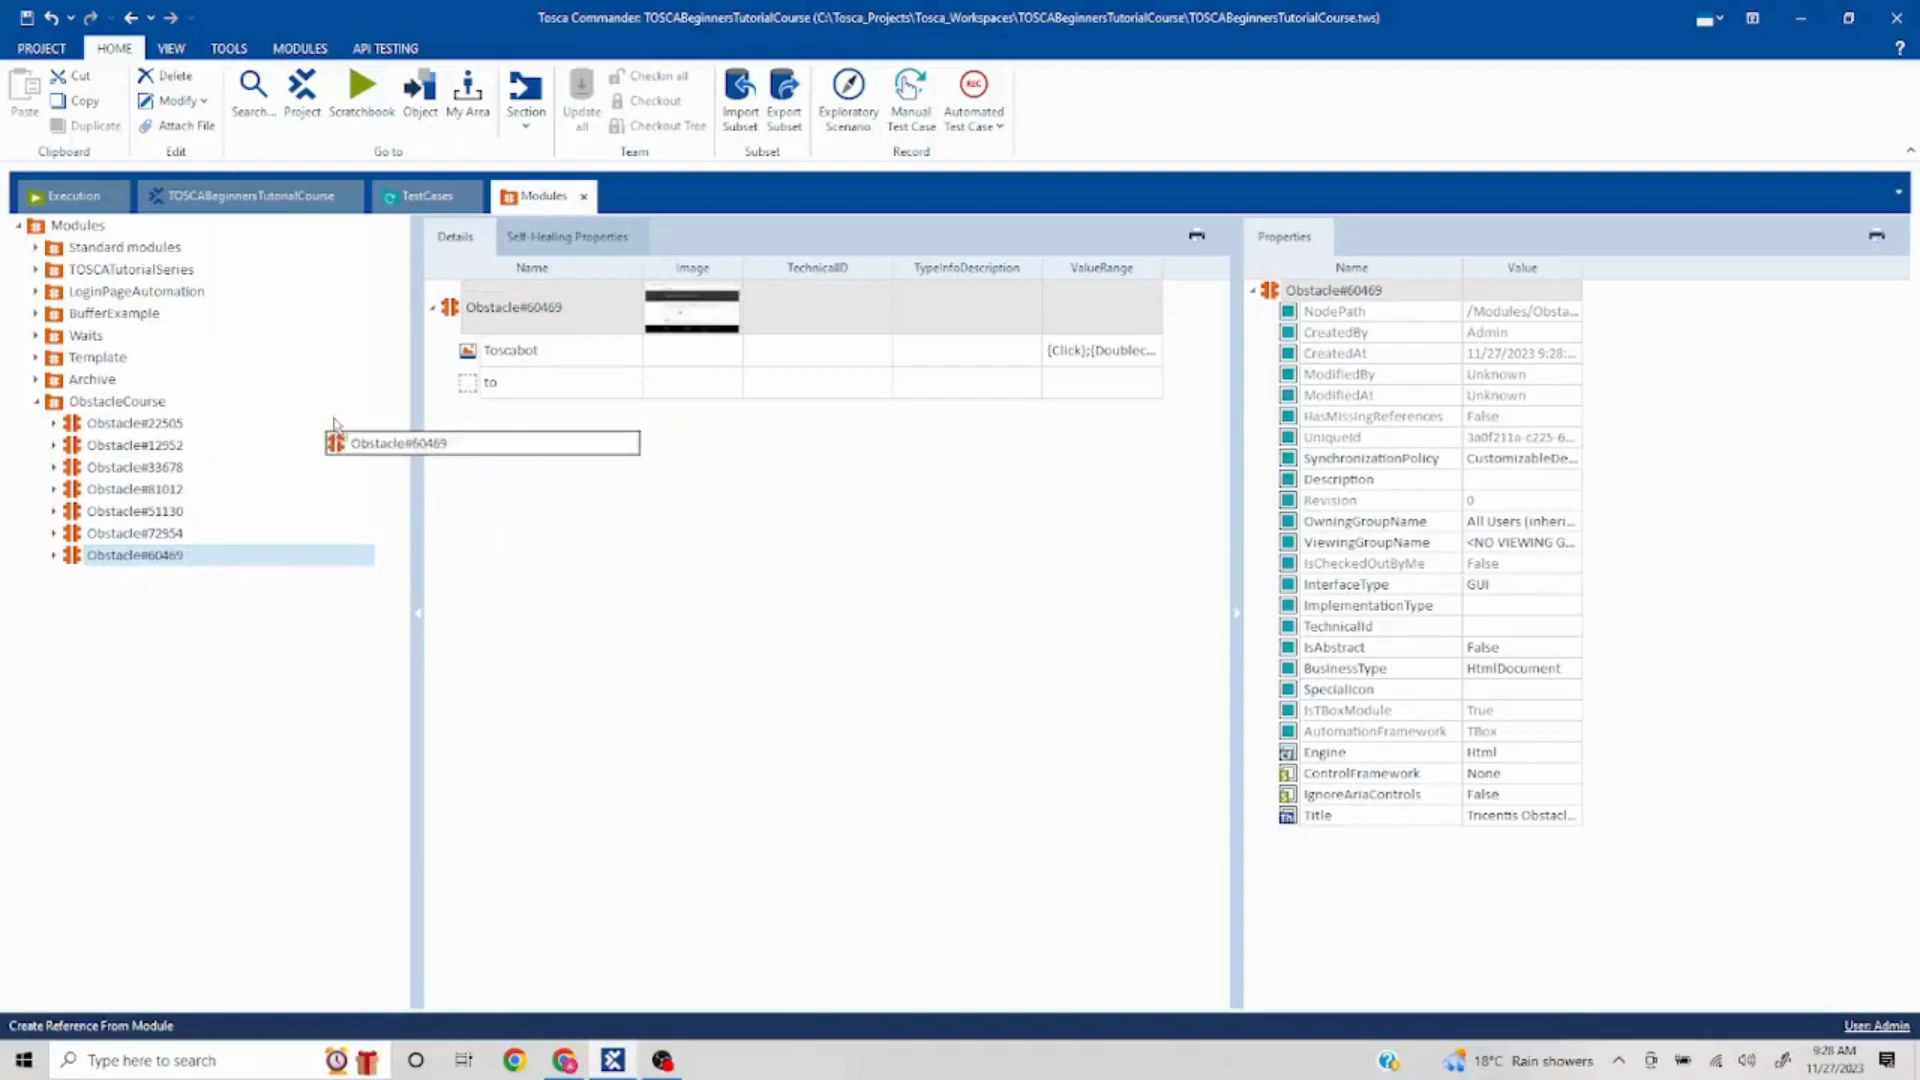 Tosca Commander: TOSCABeginnersTutorialCourse (C:\Tosca_Projects\Tosca_Workspaces\TOSCABeginnersTutorialCourse\TOSCABeginnersTutorialCourse.tws)
PROJECT HOME VIEW TOOLS MODULES API TESTING ?
Paste Cut Copy Duplicate
Clipboard
Delete Modify Attach File
Edit
Search... Project Scratchbook Object My Area Section
Go to
Update all Checkin all Checkout Checkout Tree
Team
Import Subset Export Subset
Subset
Exploratory Scenario Manual Test Case REC Automated Test Case
Record
Execution TOSCABeginnersTutorialCourse TestCases Modules ×
Modules
Standard modules
TOSCATutorialSeries
LoginPageAutomation
BufferExample
Waits
Template
Archive
ObstacleCourse
Obstacle#22505
Obstacle#12952
Obstacle#33678
Obstacle#81012
Obstacle#51130
Obstacle#72954
Obstacle#60469
Obstacle#60469
Details Self-Healing Properties
Name Image TechnicalID TypeInfoDescription ValueRange
Obstacle#60469
Toscabot {Click};{Doublec...
to
Properties
Name Value
Obstacle#60469
NodePath /Modules/Obsta...
CreatedBy Admin
CreatedAt 11/27/2023 9:28:...
ModifiedBy Unknown
ModifiedAt Unknown
HasMissingReferences False
UniqueId 3a0f211a-c225-6...
SynchronizationPolicy CustomizableDe...
Description
Revision 0
OwningGroupName All Users (inheri...
ViewingGroupName <NO VIEWING G...
IsCheckedOutByMe False
InterfaceType GUI
ImplementationType
TechnicalId
IsAbstract False
BusinessType HtmlDocument
SpecialIcon
IsTBoxModule True
AutomationFramework TBox
Engine Html
ControlFramework None
IgnoreAriaControls False
Title Tricentis Obstacl...
Create Reference From Module User: Admin
Type here to search
18°C Rain showers
9:28 AM
11/27/2023